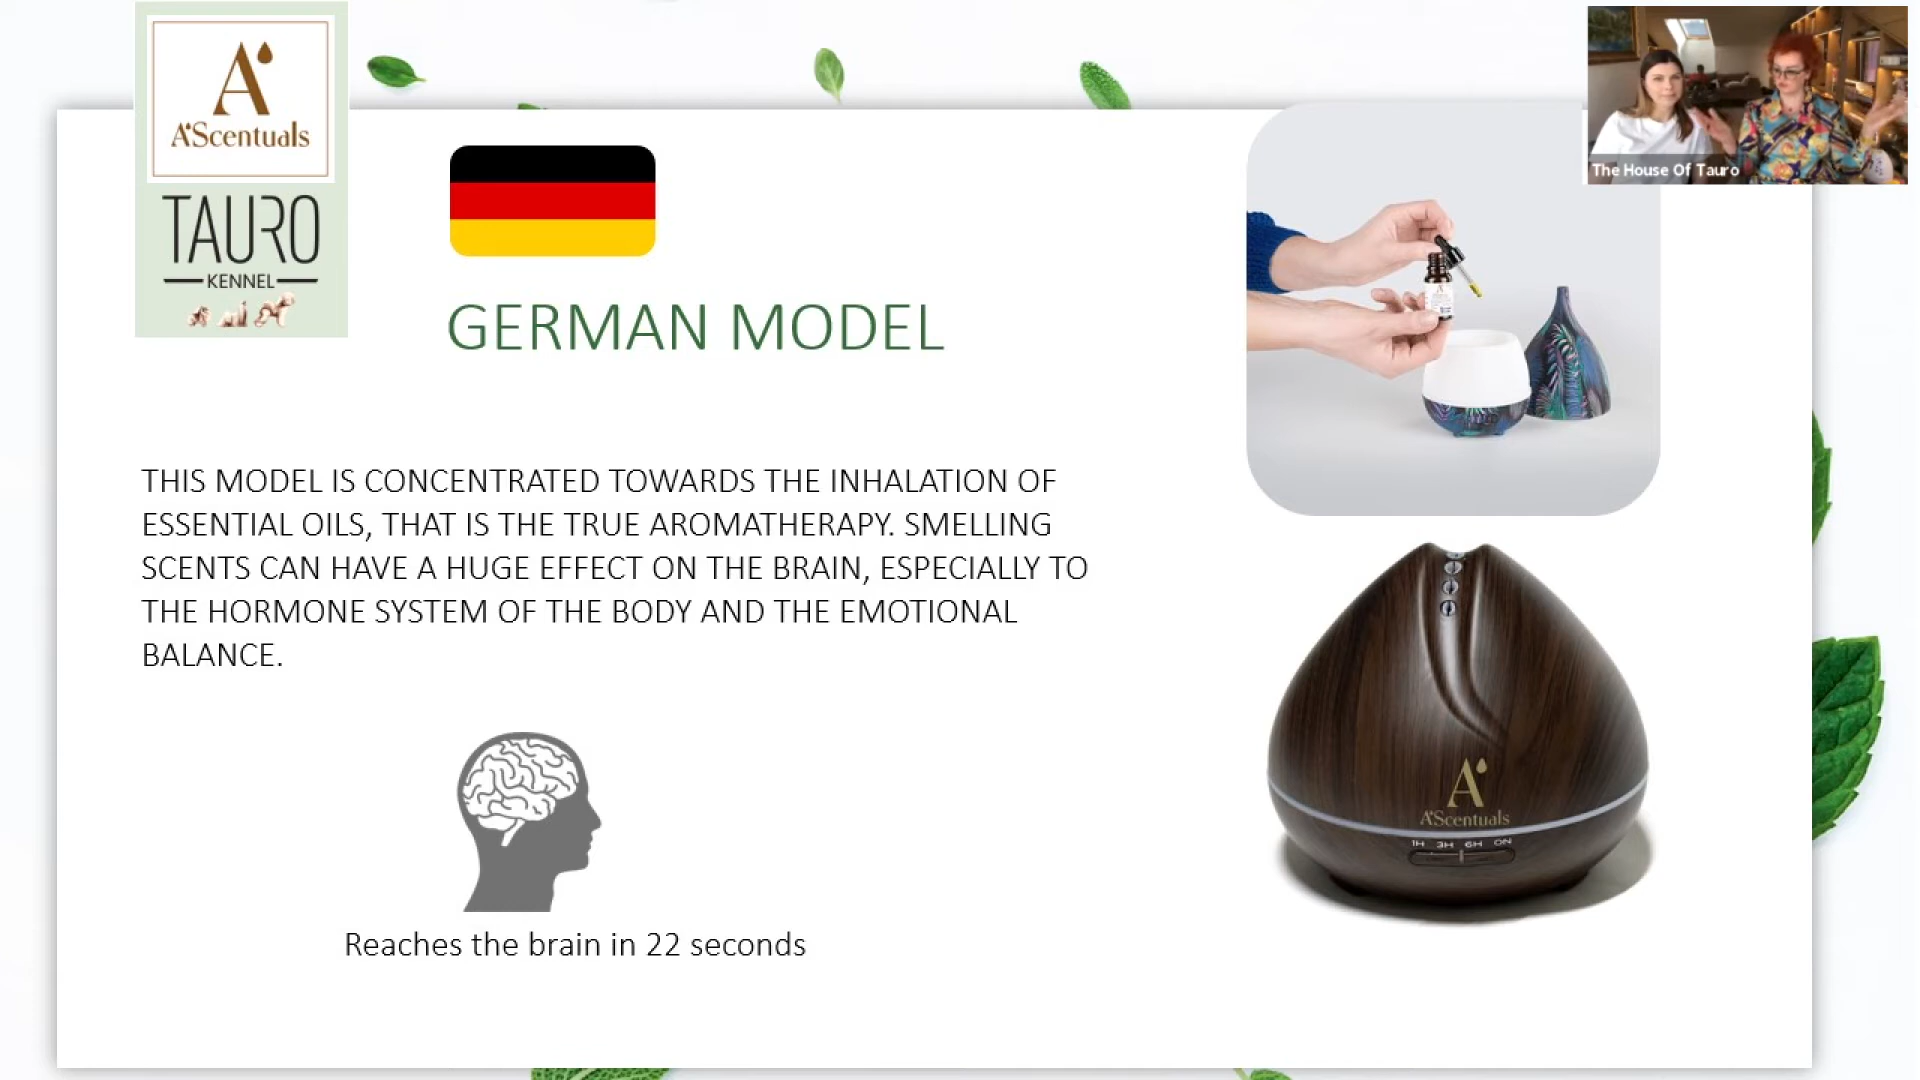 A
A'Scentuals
TAURO
KENNEL
The House Of Tauro
GERMAN MODEL
THIS MODEL IS CONCENTRATED TOWARDS THE INHALATION OF
ESSENTIAL OILS, THAT IS THE TRUE AROMATHERAPY. SMELLING
SCENTS CAN HAVE A HUGE EFFECT ON THE BRAIN, ESPECIALLY TO
THE HORMONE SYSTEM OF THE BODY AND THE EMOTIONAL
BALANCE.
Reaches the brain in 22 seconds
A
A'Scentuals
1H 3H 6H ON